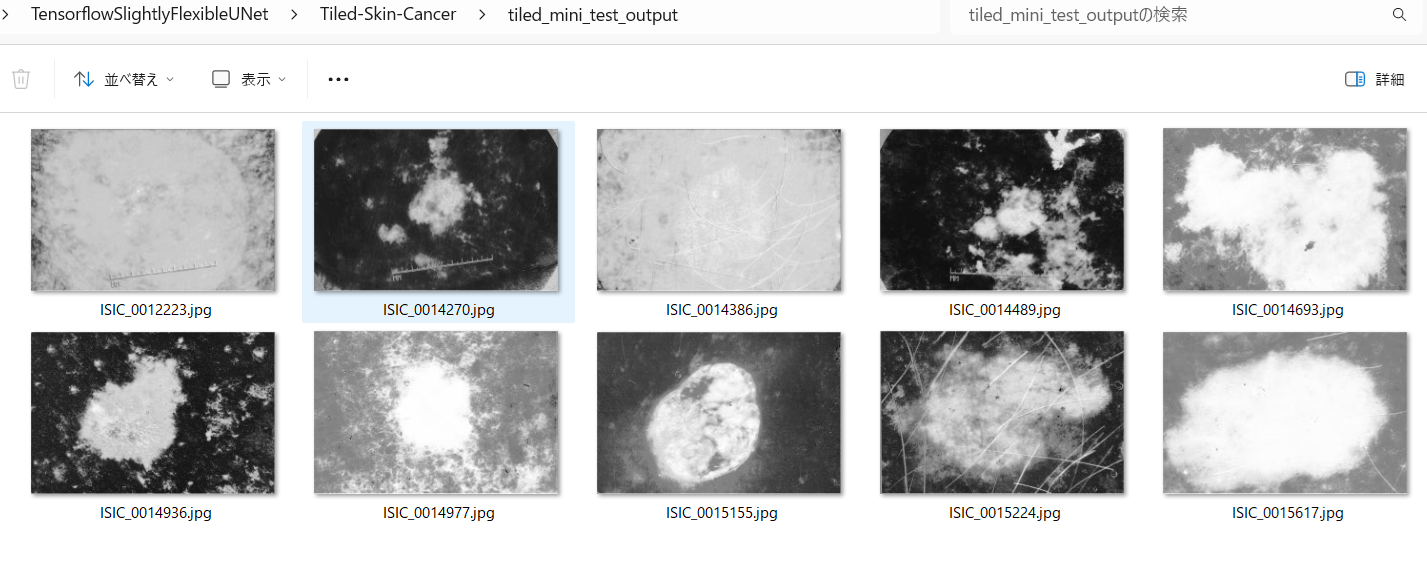 TensorflowSlightlyFlexibleUNet > Tiled-Skin-Cancer > tiled_mini_test_output
tiled_mini_test_outputの検索
並べ替え 表示 詳細
ISIC_0012223.jpg ISIC_0014270.jpg ISIC_0014386.jpg ISIC_0014489.jpg ISIC_0014693.jpg
ISIC_0014936.jpg ISIC_0014977.jpg ISIC_0015155.jpg ISIC_0015224.jpg ISIC_0015617.jpg